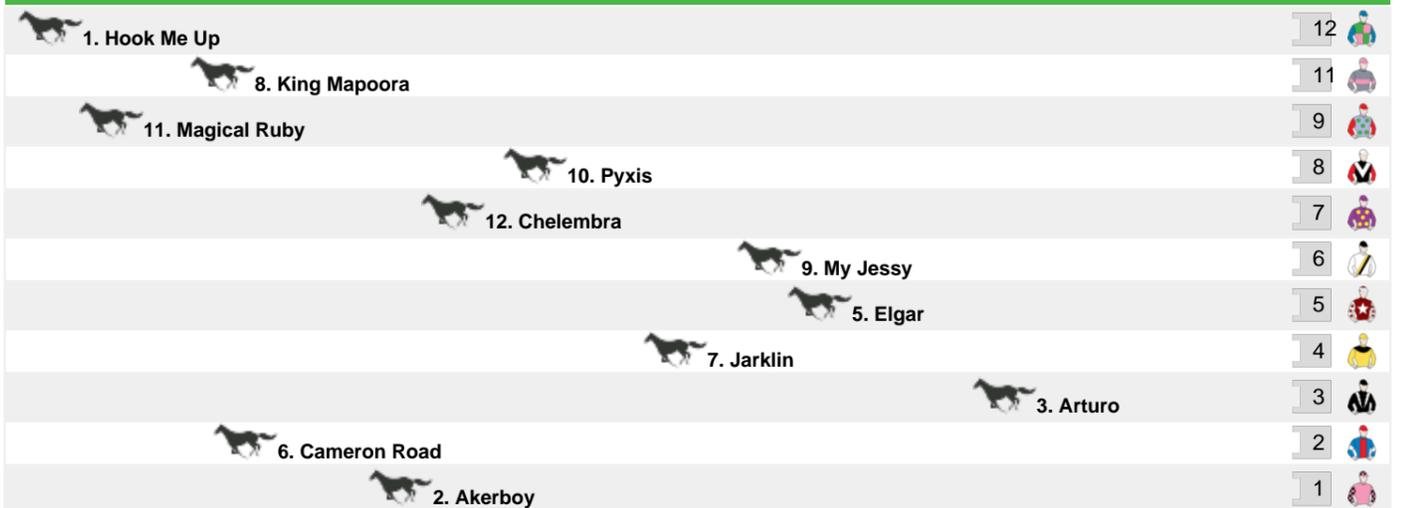 1. Hook Me Up 12
8. King Mapoora 11
11. Magical Ruby 9
10. Pyxis 8
12. Chelembra 7
9. My Jessy 6
5. Elgar 5
7. Jarklin 4
3. Arturo 3
6. Cameron Road 2
2. Akerboy 1